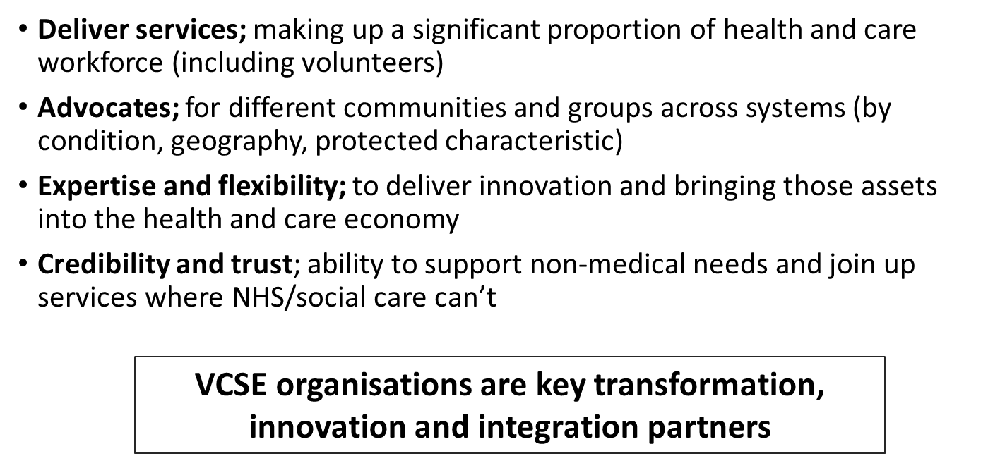 • Deliver services; making up a significant proportion of health and care
workforce (including volunteers)
• Advocates; for different communities and groups across systems (by
condition, geography, protected characteristic)
• Expertise and flexibility; to deliver innovation and bringing those assets
into the health and care economy
• Credibility and trust; ability to support non-medical needs and join up
services where NHS/social care can’t
VCSE organisations are key transformation,
innovation and integration partners